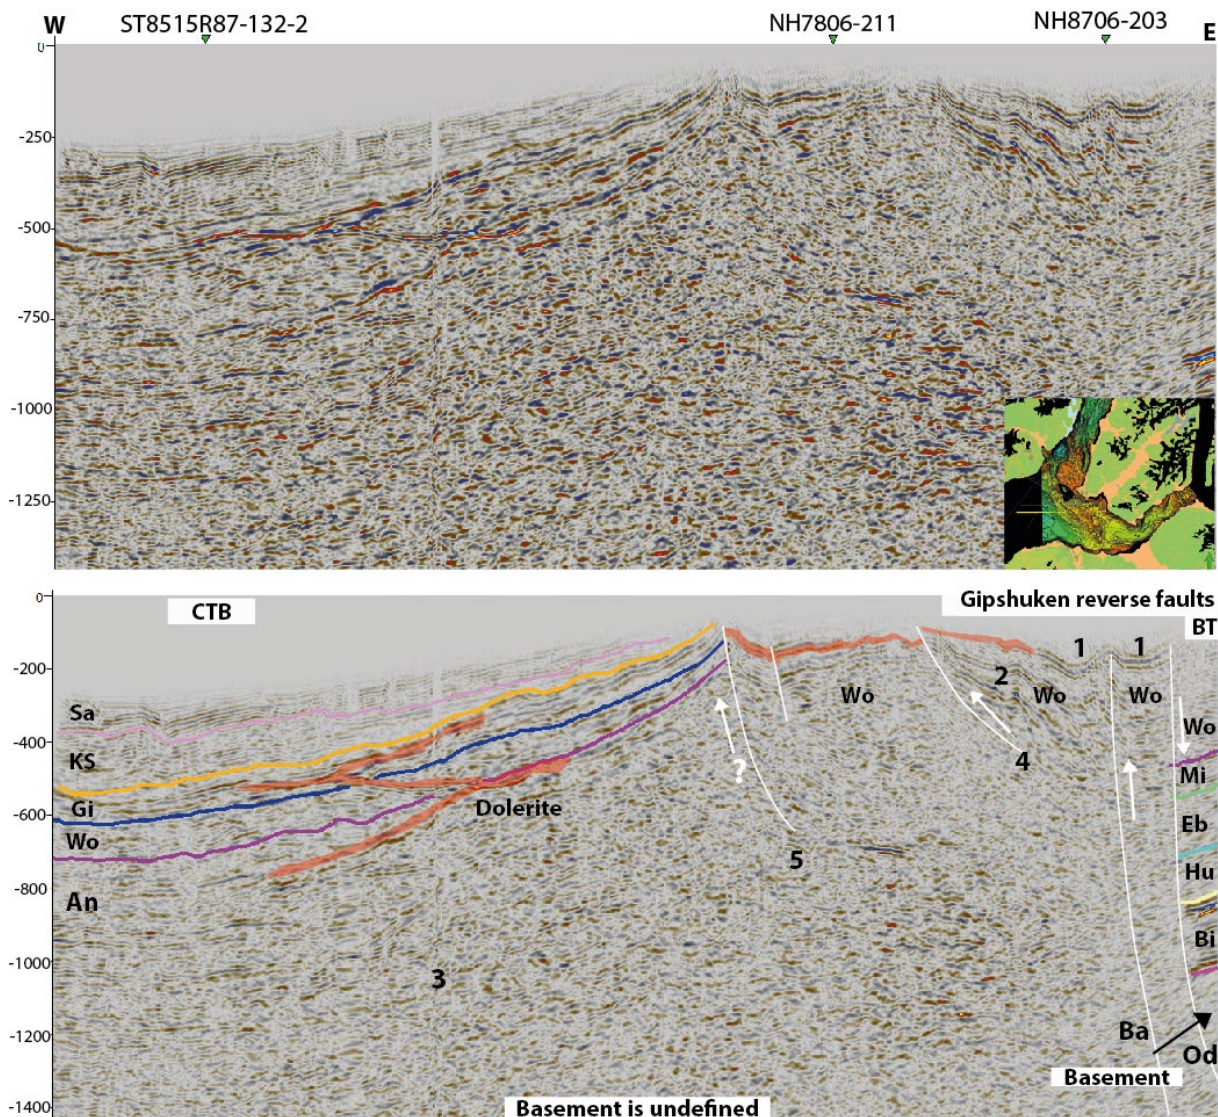 W ST8515R87-132-2 NH7806-211 NH8706-203 E
0
-250
-500
-750
-1000
-1250
0
CTB
Gipshuken reverse faults
BT
-200
1 1
2
Wo Wo Wo
Sa
Wo
-400
KS
4
?
Mi
Gi
Dolerite
-600
Eb
Wo
5
Hu
-800
An
Bi
3
-1000
Ba
-1200
Od
Basement
Basement is undefined
-1400